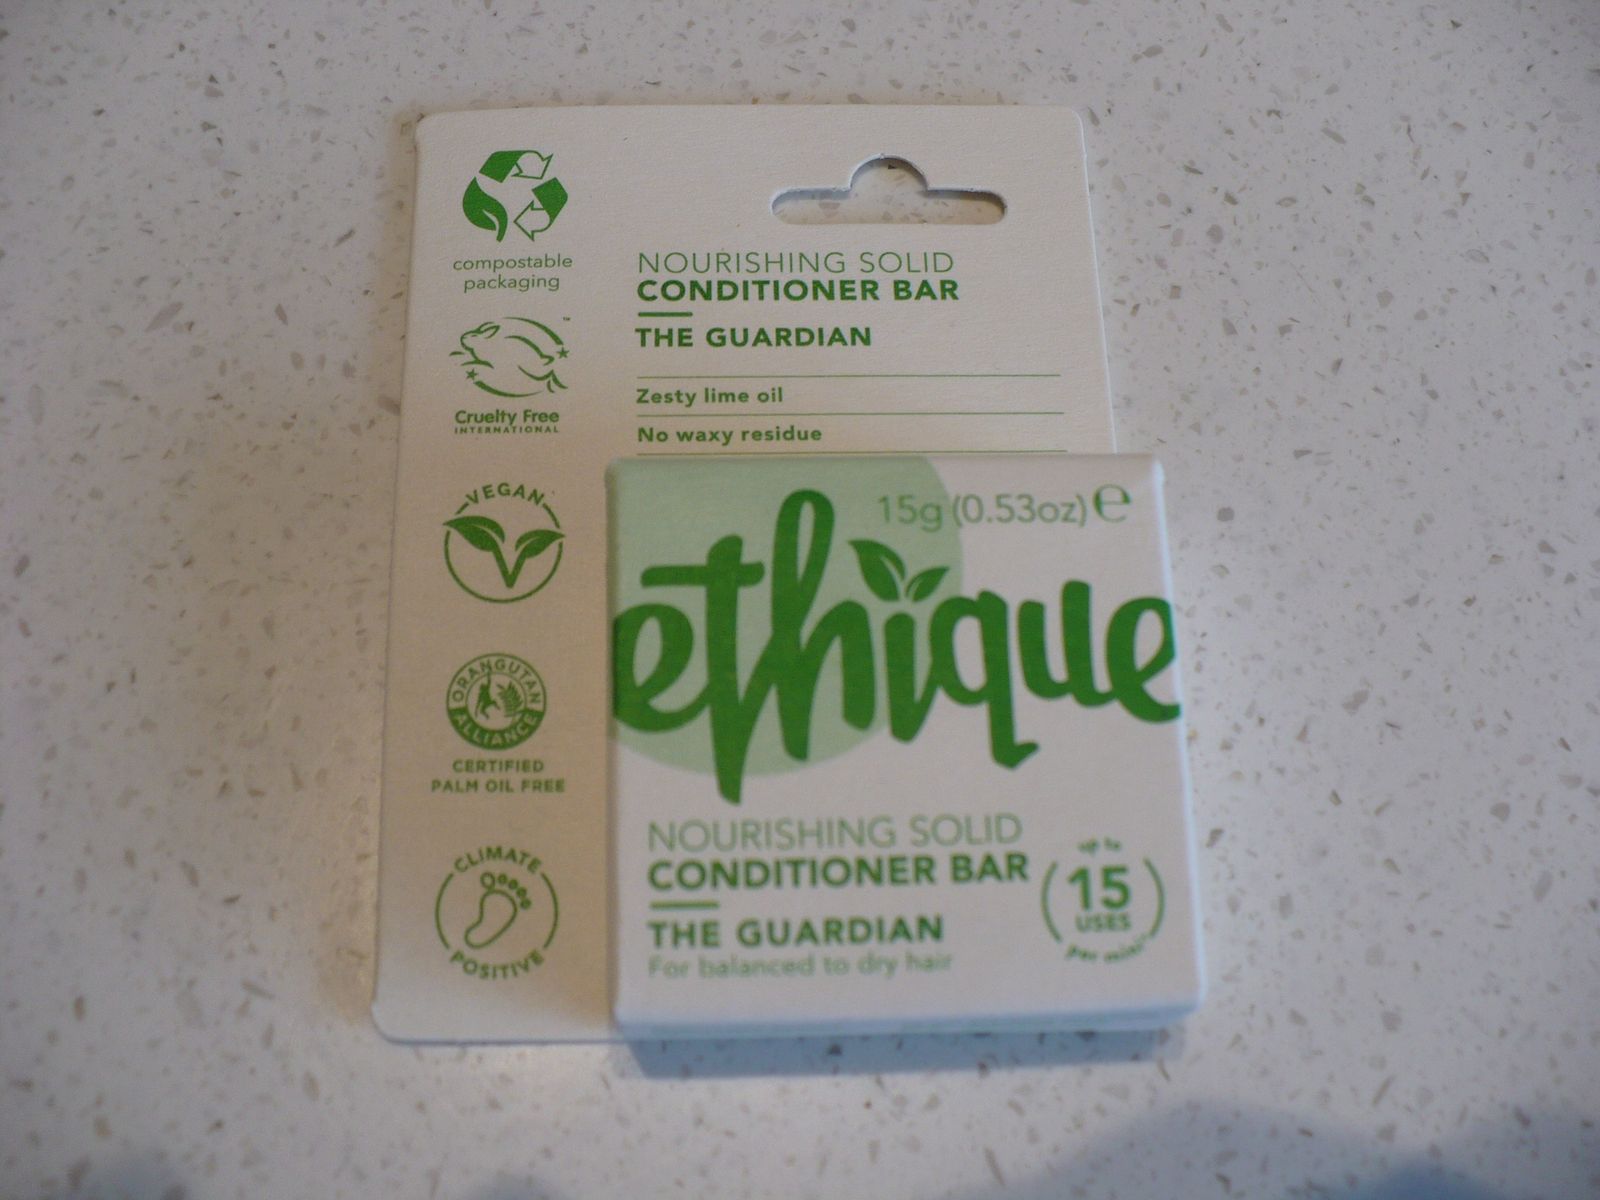 compostable
packaging
Cruelty Free
INTERNATIONAL
VEGAN
ORANGUTAN
ALLIANCE
CERTIFIED
PALM OIL FREE
CLIMATE
POSITIVE
NOURISHING SOLID
CONDITIONER BAR
THE GUARDIAN
Zesty lime oil
No waxy residue
15g (0.53oz) e
ethique
NOURISHING SOLID
CONDITIONER BAR
THE GUARDIAN
For balanced to dry hair
up to
15
USES
per mini